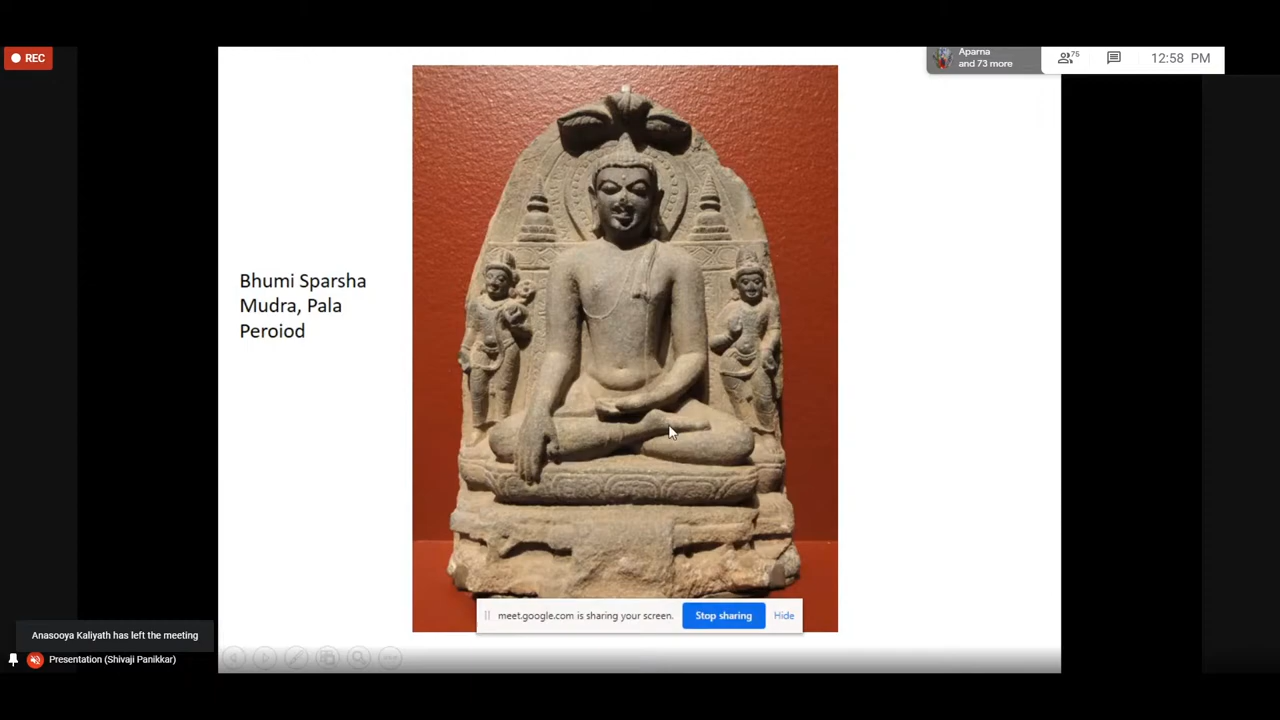 REC
Aparna
and 73 more
75
12:58 PM
Bhumi Sparsha
Mudra, Pala
Peroiod
meet.google.com is sharing your screen.
Stop sharing
Hide
Anasooya Kaliyath has left the meeting
Presentation (Shivaji Panikkar)